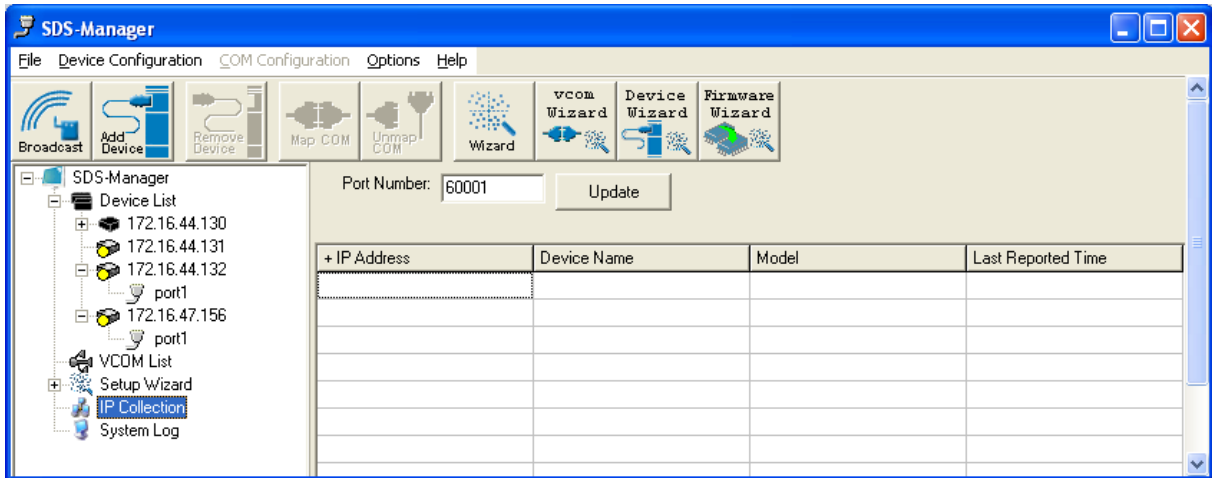 SDS-Manager
File Device Configuration COM Configuration Options Help
Broadcast
Add Device
Remove Device
Map COM
Unmap COM
Wizard
vcom Wizard
Device Wizard
Firmware Wizard
SDS-Manager
Device List
172.16.44.130
172.16.44.131
172.16.44.132
port1
172.16.47.156
port1
VCOM List
Setup Wizard
IP Collection
System Log
Port Number: 60001 Update
+ IP Address Device Name Model Last Reported Time